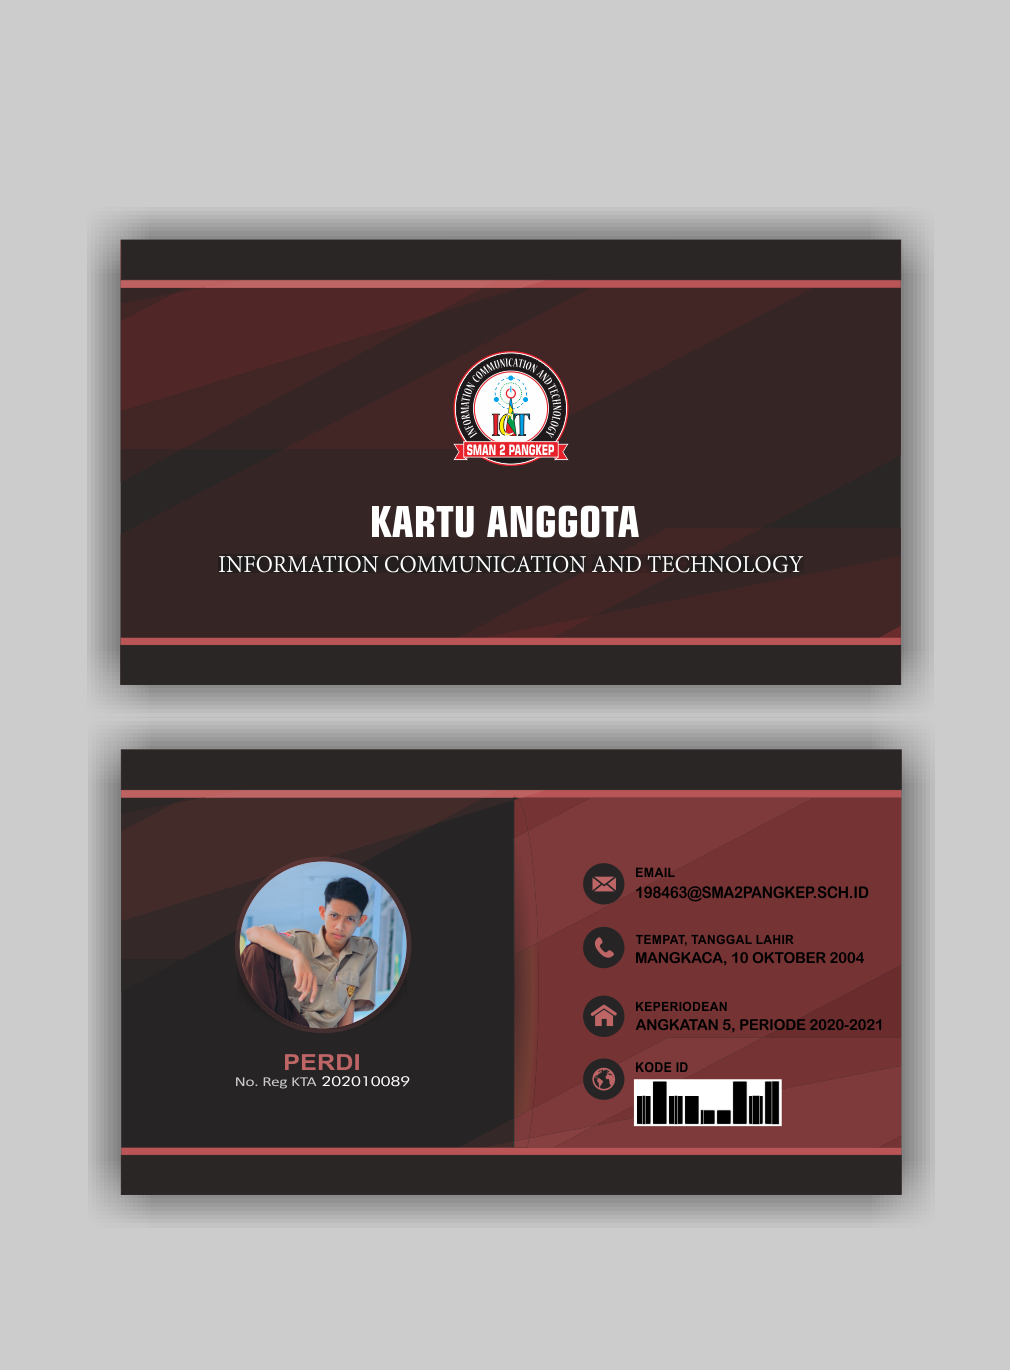 INFORMATION COMMUNICATION AND TECHNOLOGY
ICT
SMAN 2 PANGKEP
KARTU ANGGOTA
INFORMATION COMMUNICATION AND TECHNOLOGY
PERDI
No. Reg KTA 202010089
EMAIL
198463@SMA2PANGKEP.SCH.ID
TEMPAT, TANGGAL LAHIR
MANGKACA, 10 OKTOBER 2004
KEPERIODEAN
ANGKATAN 5, PERIODE 2020-2021
KODE ID